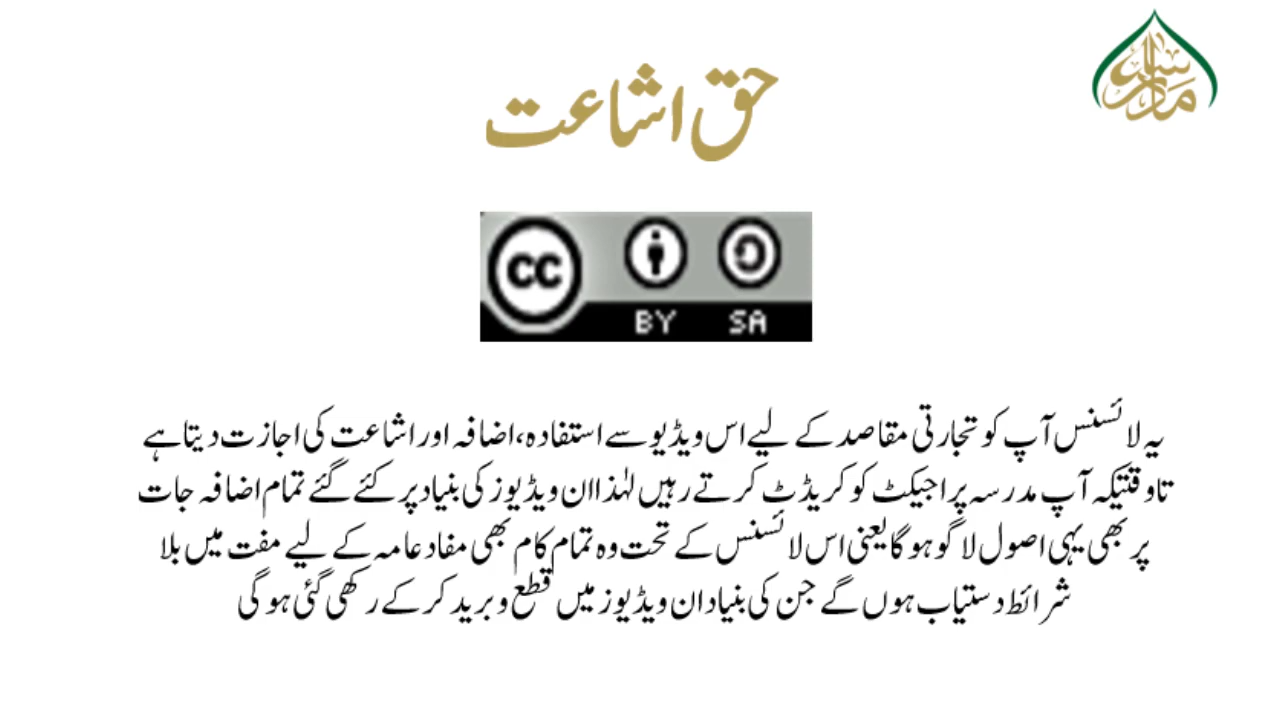 مدرسہ
حق اشاعت
cc
BY SA
یہ لائسنس آپ کو تجارتی مقاصد کے لیے اس ویڈیو سے استفادہ، اضافہ اور اشاعت کی اجازت دیتا ہے
تاوقتیکہ آپ مدرسہ پراجیکٹ کو کریڈٹ کرتے رہیں لہٰذا ان ویڈیوز کی بنیاد پر کئے گئے تمام اضافہ جات
پر بھی یہی اصول لاگو ہو گا یعنی اس لائسنس کے تحت وہ تمام کام بھی مفاد عامہ کے لیے مفت میں بلا
شرائط دستیاب ہوں گے جن کی بنیاد ان ویڈیوز میں قطع و برید کر کے رکھی گئی ہو گی